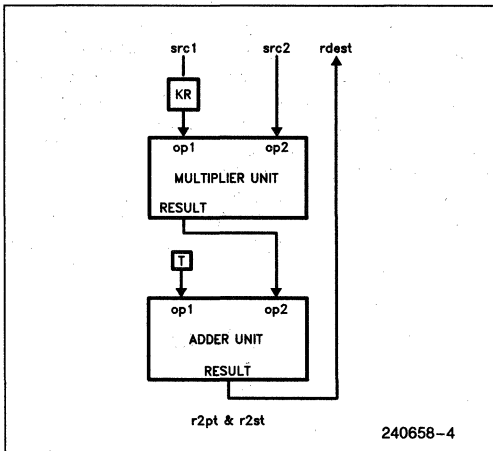 src1 src2 rdest
KR
op1 op2
MULTIPLIER UNIT
RESULT
T
op1 op2
ADDER UNIT
RESULT
r2pt & r2st
240658-4